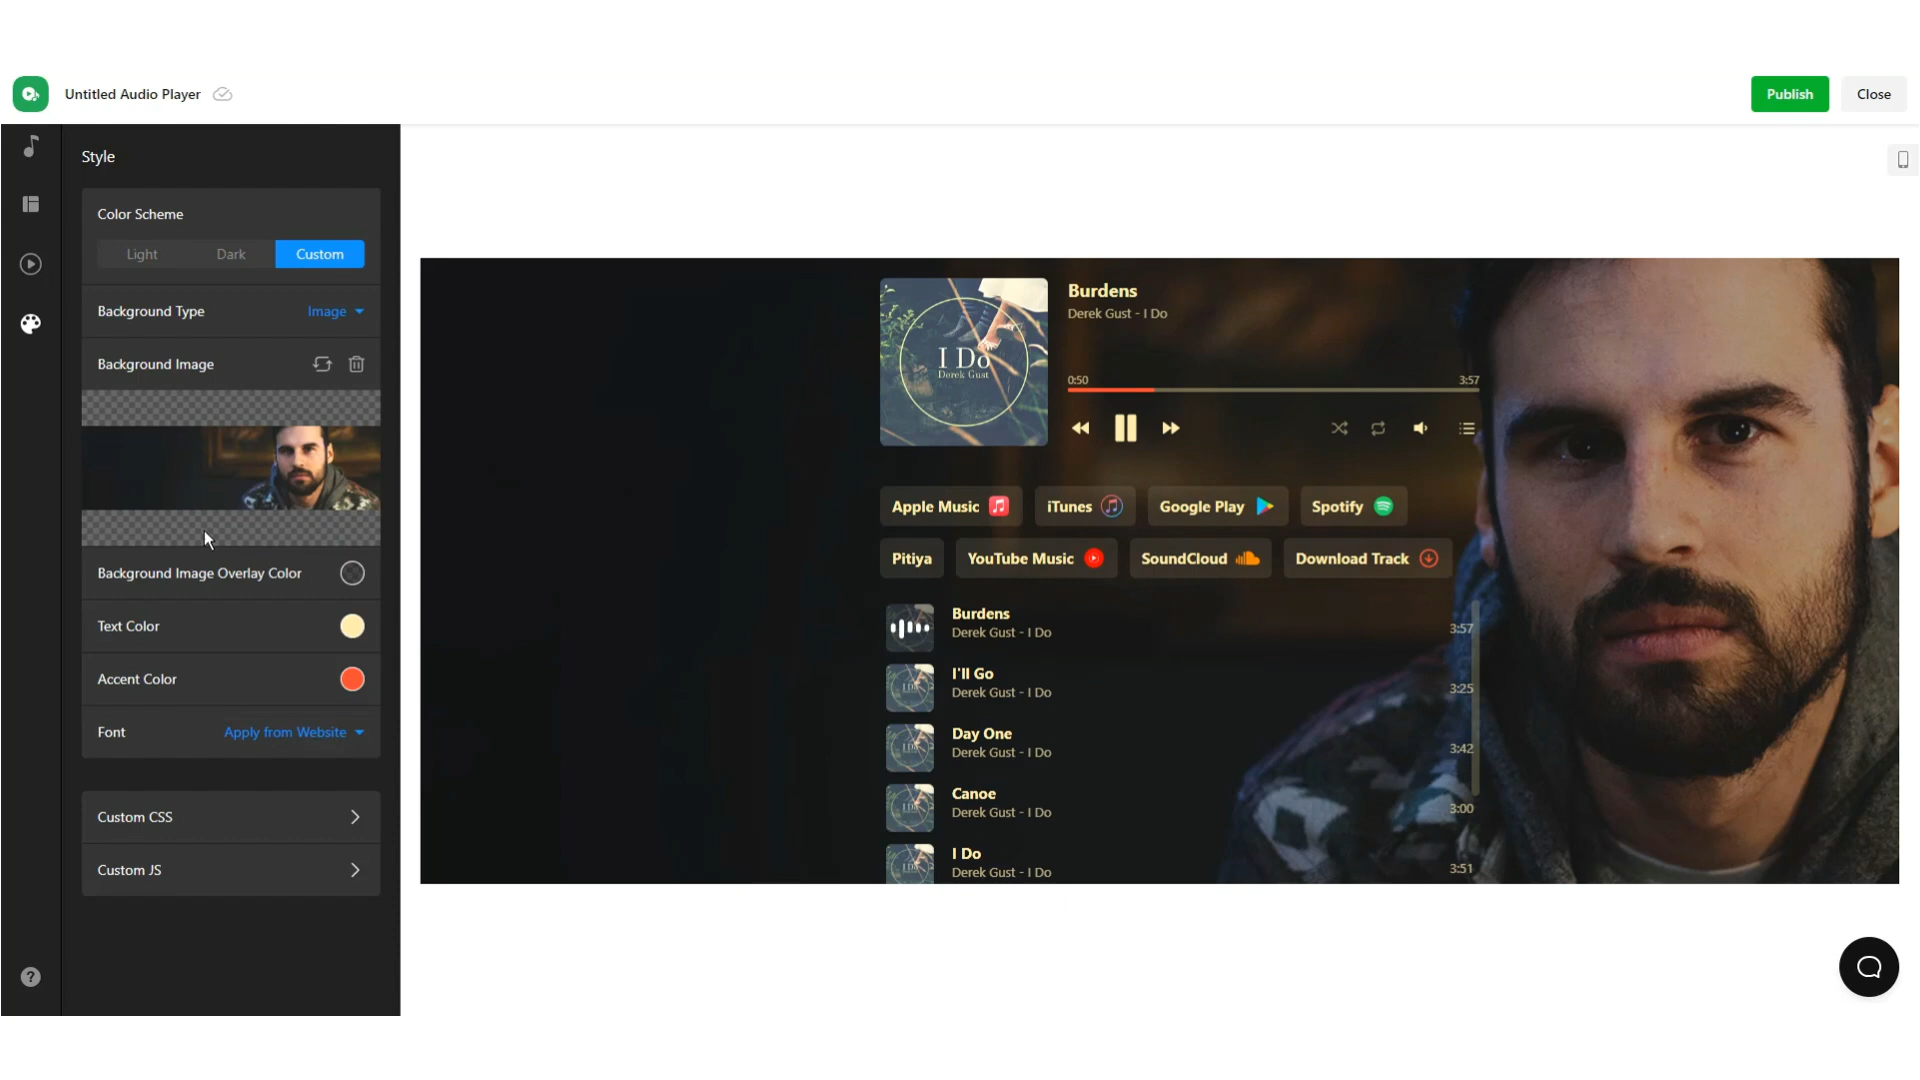 Untitled Audio Player
Publish
Close
Style
Color Scheme
Light
Dark
Custom
Background Type
Image
Background Image
Background Image Overlay Color
Text Color
Accent Color
Font
Apply from Website
Custom CSS
Custom JS
?
I Do
Derek Gust
Burdens
Derek Gust - I Do
0:50
3:57
Apple Music
iTunes
Google Play
Spotify
Pitiya
YouTube Music
SoundCloud
Download Track
Burdens
Derek Gust - I Do
3:57
I'll Go
Derek Gust - I Do
3:25
Day One
Derek Gust - I Do
3:42
Canoe
Derek Gust - I Do
3:00
I Do
Derek Gust - I Do
3:51